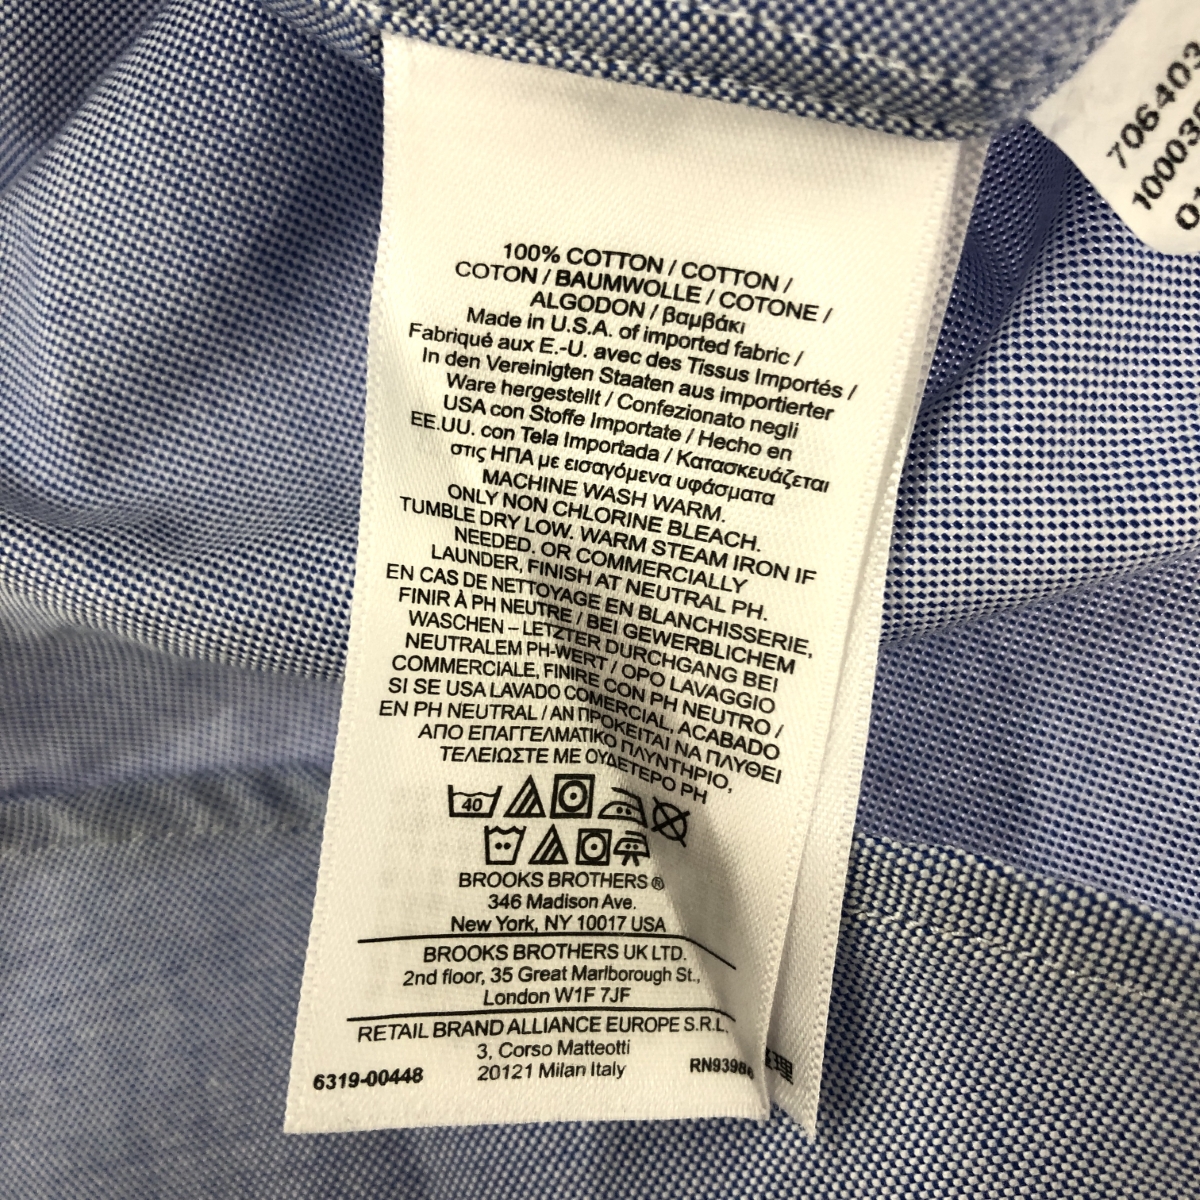 100% COTTON / COTTON /
COTON / BAUMWOLLE / COTONE /
ALGODON / βαμβάκι
Made in U.S.A. of imported fabric /
Fabriqué aux E.-U. avec des Tissus Importés /
In den Vereinigten Staaten aus importierter
Ware hergestellt / Confezionato negli
USA con Stoffe Importate / Hecho en
EE.UU. con Tela Importada / Κατασκευάζεται
στις ΗΠΑ με εισαγόμενα υφάσματα
MACHINE WASH WARM.
ONLY NON CHLORINE BLEACH.
TUMBLE DRY LOW. WARM STEAM IRON IF
NEEDED. OR COMMERCIALLY
LAUNDER, FINISH AT NEUTRAL PH.
EN CAS DE NETTOYAGE EN BLANCHISSERIE,
FINIR À PH NEUTRE / BEI GEWERBLICHEM
WASCHEN – LETZTER DURCHGANG BEI
NEUTRALEM PH-WERT / OPO LAVAGGIO
COMMERCIALE, FINIRE CON PH NEUTRO /
SI SE USA LAVADO COMERCIAL, ACABADO
EN PH NEUTRAL / ΑΝ ΠΡΟΚΕΙΤΑΙ ΝΑ ΠΛΥΘΕΙ
ΑΠΟ ΕΠΑΓΓΕΛΜΑΤΙΚΟ ΠΛΥΝΤΗΡΙΟ,
ΤΕΛΕΙΩΣΤΕ ΜΕ ΟΥΔΕΤΕΡΟ PH
40
BROOKS BROTHERS ®
346 Madison Ave.
New York, NY 10017 USA
BROOKS BROTHERS UK LTD.
2nd floor, 35 Great Marlborough St.,
London W1F 7JF
RETAIL BRAND ALLIANCE EUROPE S.R.L.
3, Corso Matteotti
20121 Milan Italy
6319-00448
706403